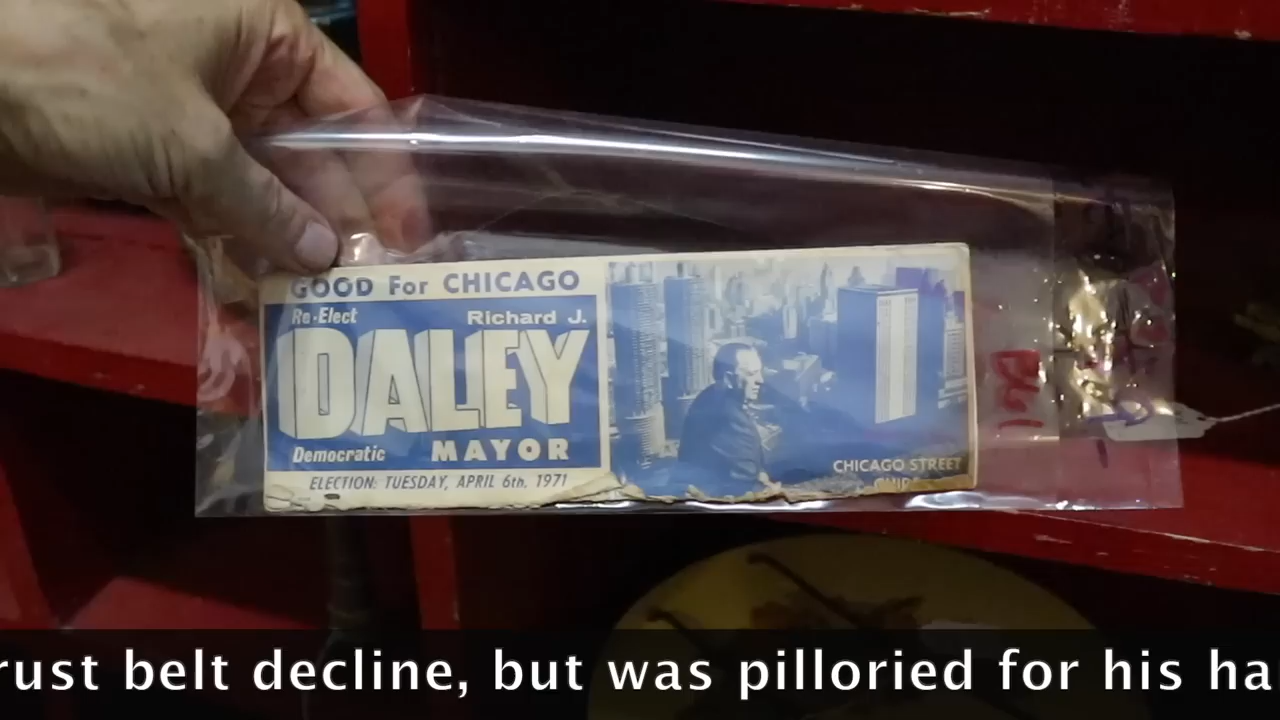 GOOD For CHICAGO
Re-Elect Richard J.
DALEY
Democratic MAYOR
ELECTION: TUESDAY, APRIL 6th, 1971
CHICAGO STREET
rust belt decline, but was pilloried for his ha